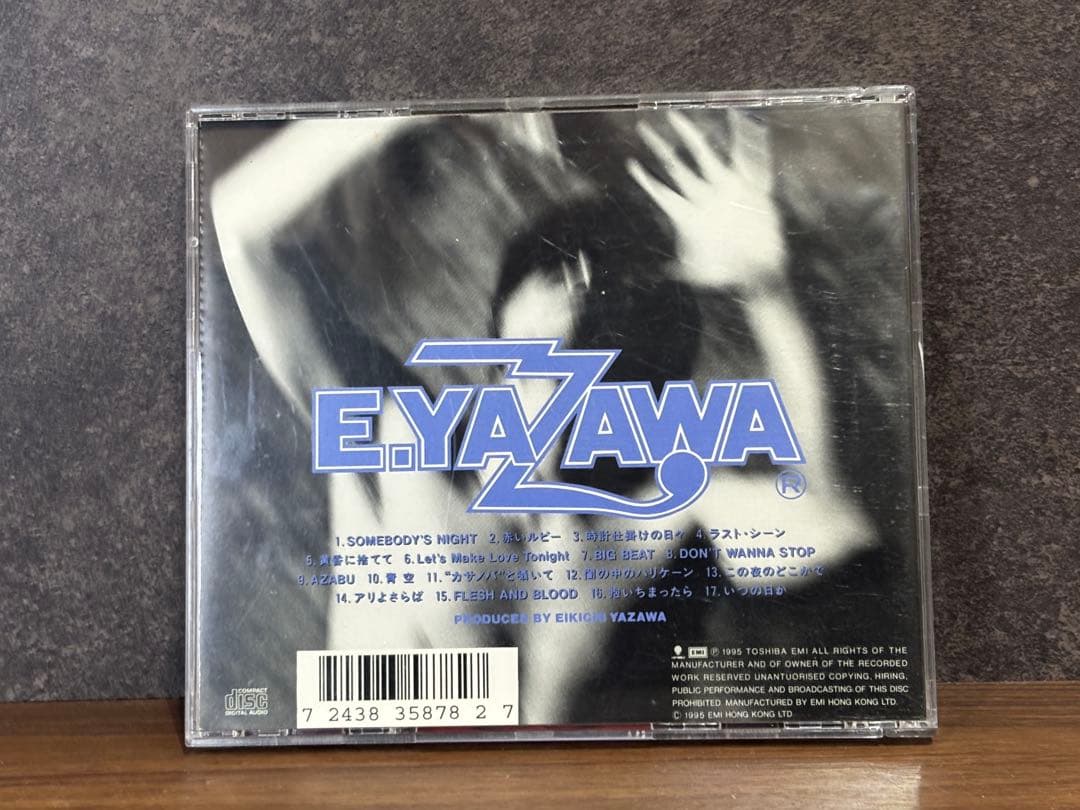 E.YAZAWA
®
1. SOMEBODY'S NIGHT 2. 赤いルビー 3. 時計仕掛けの日々 4. ラスト・シーン
5. 黄昏に捨てて 6. Let's Make Love Tonight 7. BIG BEAT 8. DON'T WANNA STOP
9. AZABU 10.青空 11. "カサノバ"と囁いて 12. 闇の中のハリケーン 13. この夜のどこかで
14. アリよさらば 15. FLESH AND BLOOD 16. 抱いちまったら 17. いつの日か
PRODUCED BY EIKICHI YAZAWA
EMI ℗ 1995 TOSHIBA EMI ALL RIGHTS OF THE
MANUFACTURER AND OF OWNER OF THE RECORDED
WORK RESERVED UNANTUORISED COPYING, HIRING,
PUBLIC PERFORMANCE AND BROADCASTING OF THIS DISC
PROHIBITED. MANUFACTURED BY EMI HONG KONG LTD.
© 1995 EMI HONG KONG LTD
COMPACT
disc
DIGITAL AUDIO
7 24383 58782 7